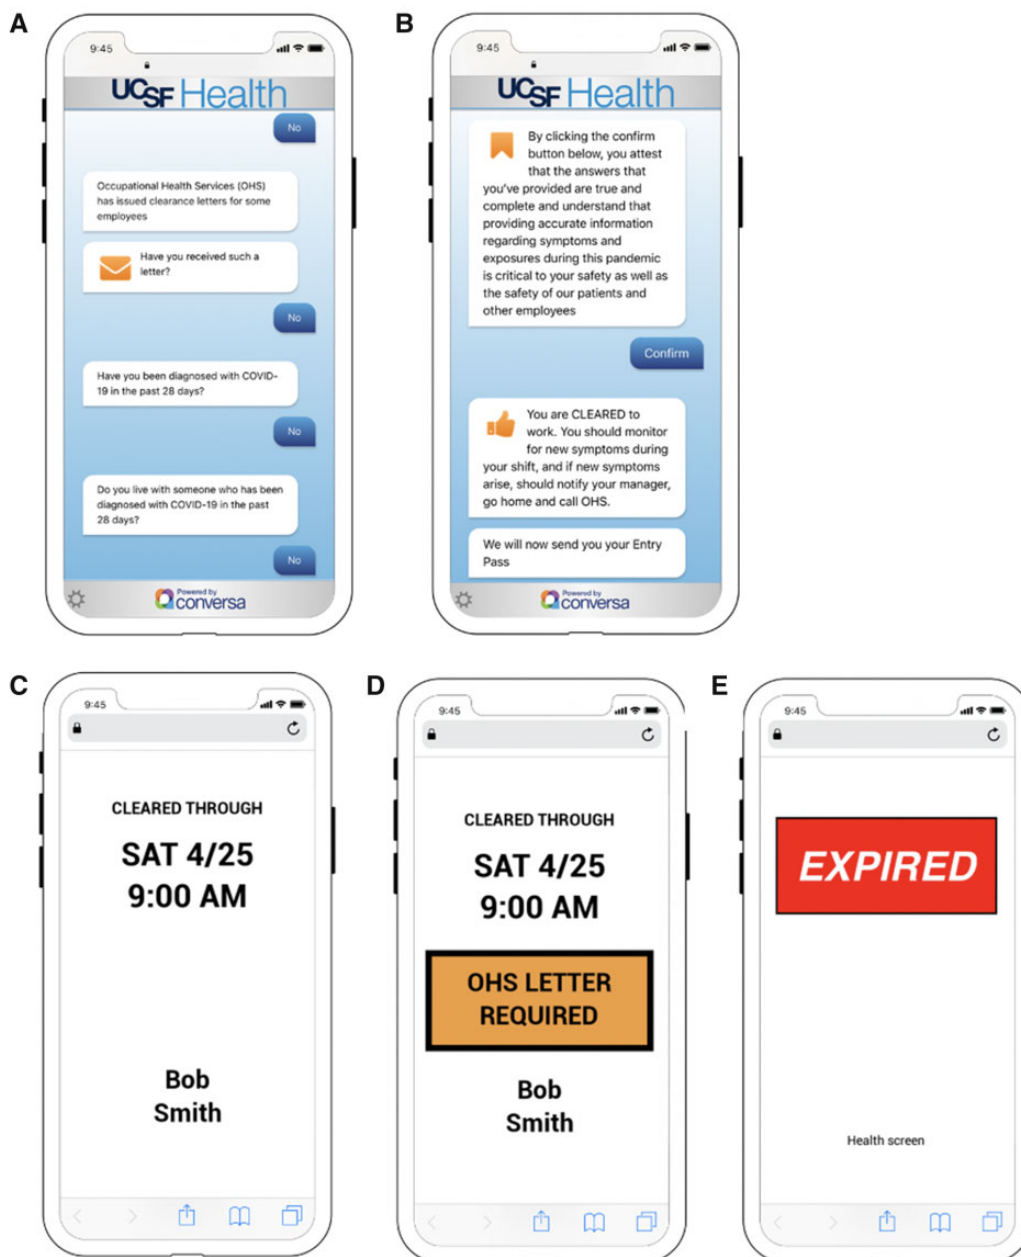 A
9:45
UCSF Health
No
Occupational Health Services (OHS)
has issued clearance letters for some
employees
Have you received such a
letter?
No
Have you been diagnosed with COVID-
19 in the past 28 days?
No
Do you live with someone who has been
diagnosed with COVID-19 in the past
28 days?
No
Powered by
conversa
B
9:45
UCSF Health
By clicking the confirm
button below, you attest
that the answers that
you've provided are true and
complete and understand that
providing accurate information
regarding symptoms and
exposures during this pandemic
is critical to your safety as well as
the safety of our patients and
other employees
Confirm
You are CLEARED to
work. You should monitor
for new symptoms during
your shift, and if new symptoms
arise, should notify your manager,
go home and call OHS.
We will now send you your Entry
Pass
Powered by
conversa
C
9:45
CLEARED THROUGH
SAT 4/25
9:00 AM
Bob
Smith
D
9:45
CLEARED THROUGH
SAT 4/25
9:00 AM
OHS LETTER
REQUIRED
Bob
Smith
E
9:45
EXPIRED
Health screen